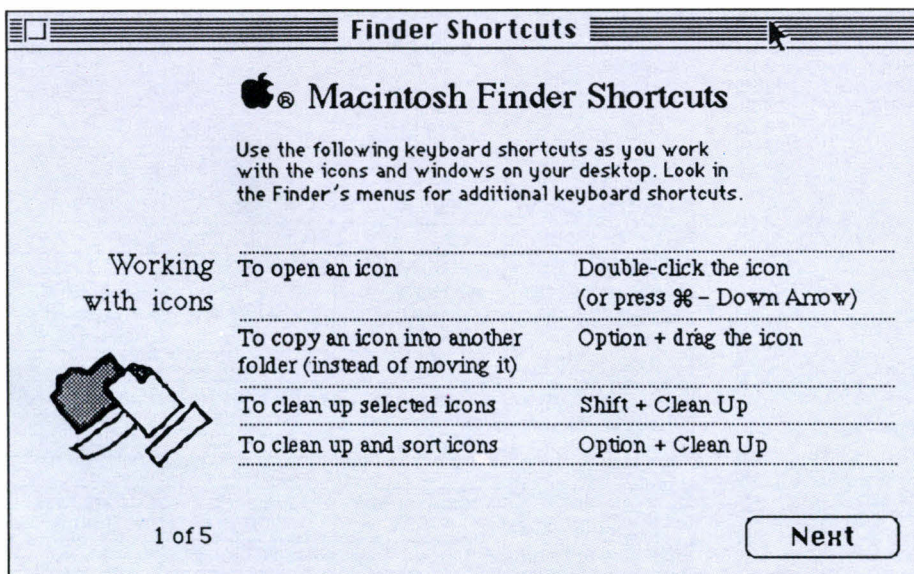 Finder Shortcuts
® Macintosh Finder Shortcuts
Use the following keyboard shortcuts as you work
with the icons and windows on your desktop. Look in
the Finder's menus for additional keyboard shortcuts.
Working
with icons
To open an icon
Double-click the icon
(or press ⌘ – Down Arrow)
To copy an icon into another
folder (instead of moving it)
Option + drag the icon
To clean up selected icons
Shift + Clean Up
To clean up and sort icons
Option + Clean Up
1 of 5
Next